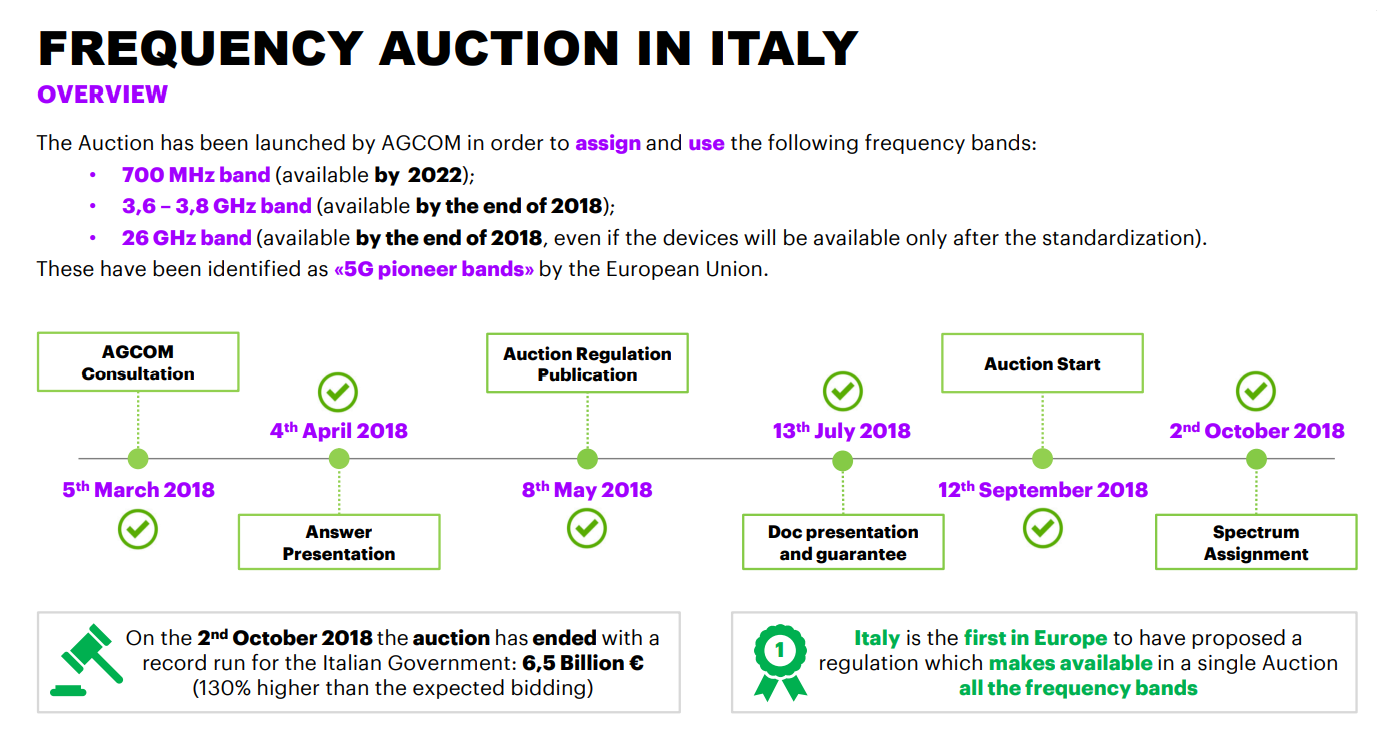 FREQUENCY AUCTION IN ITALY
OVERVIEW
The Auction has been launched by AGCOM in order to assign and use the following frequency bands:
• 700 MHz band (available by 2022);
• 3,6 – 3,8 GHz band (available by the end of 2018);
• 26 GHz band (available by the end of 2018, even if the devices will be available only after the standardization).
These have been identified as «5G pioneer bands» by the European Union.
AGCOM
Consultation
5th March 2018
4th April 2018
Answer
Presentation
Auction Regulation
Publication
8th May 2018
13th July 2018
Doc presentation
and guarantee
Auction Start
12th September 2018
2nd October 2018
Spectrum
Assignment
On the 2nd October 2018 the auction has ended with a
record run for the Italian Government: 6,5 Billion €
(130% higher than the expected bidding)
1
Italy is the first in Europe to have proposed a
regulation which makes available in a single Auction
all the frequency bands